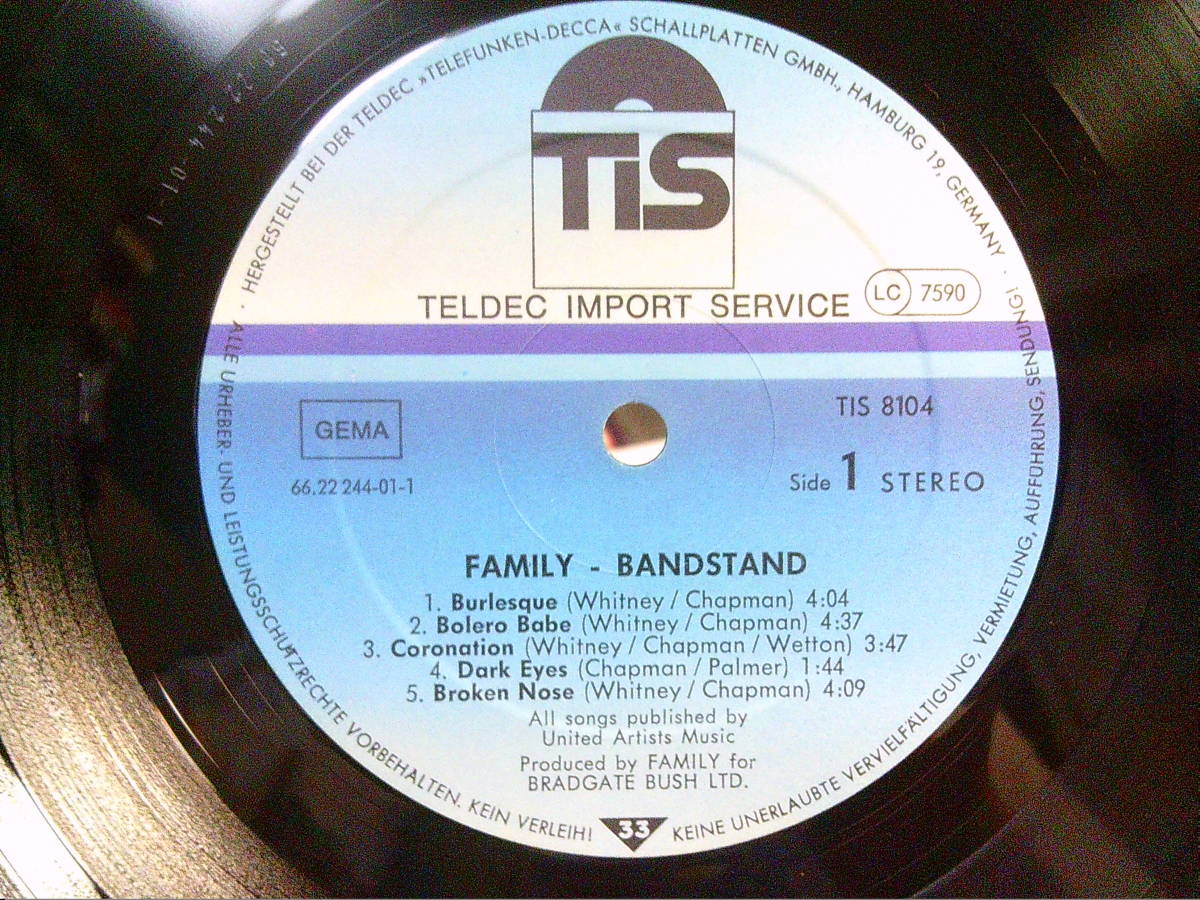 HERGESTELLT BEI DER TELDEC »TELEFUNKEN-DECCA« SCHALLPLATTEN GMBH., HAMBURG 19, GERMANY ·
TIS
TELDEC IMPORT SERVICE
LC 7590
TIS 8104
GEMA
Side 1 STEREO
66.22 244-01-1
FAMILY - BANDSTAND
1. Burlesque (Whitney / Chapman) 4:04
2. Bolero Babe (Whitney / Chapman) 4:37
3. Coronation (Whitney / Chapman / Wetton) 3:47
4. Dark Eyes (Chapman / Palmer) 1:44
5. Broken Nose (Whitney / Chapman) 4:09
All songs published by
United Artists Music
Produced by FAMILY for
BRADGATE BUSH LTD.
33
· ALLE URHEBER- UND LEISTUNGSSCHUTZRECHTE VORBEHALTEN. KEIN VERLEIH! KEINE UNERLAUBTE VERVIELFÄLTIGUNG, VERMIETUNG, AUFFÜHRUNG, SENDUNG!